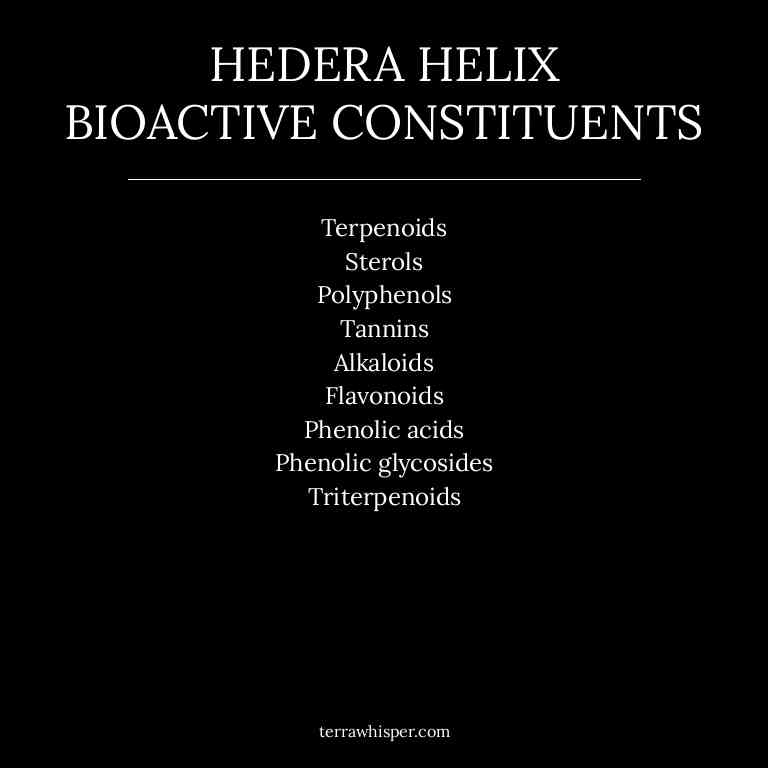 HEDERA HELIX
BIOACTIVE CONSTITUENTS
Terpenoids
Sterols
Polyphenols
Tannins
Alkaloids
Flavonoids
Phenolic acids
Phenolic glycosides
Triterpenoids
terrawhisper.com